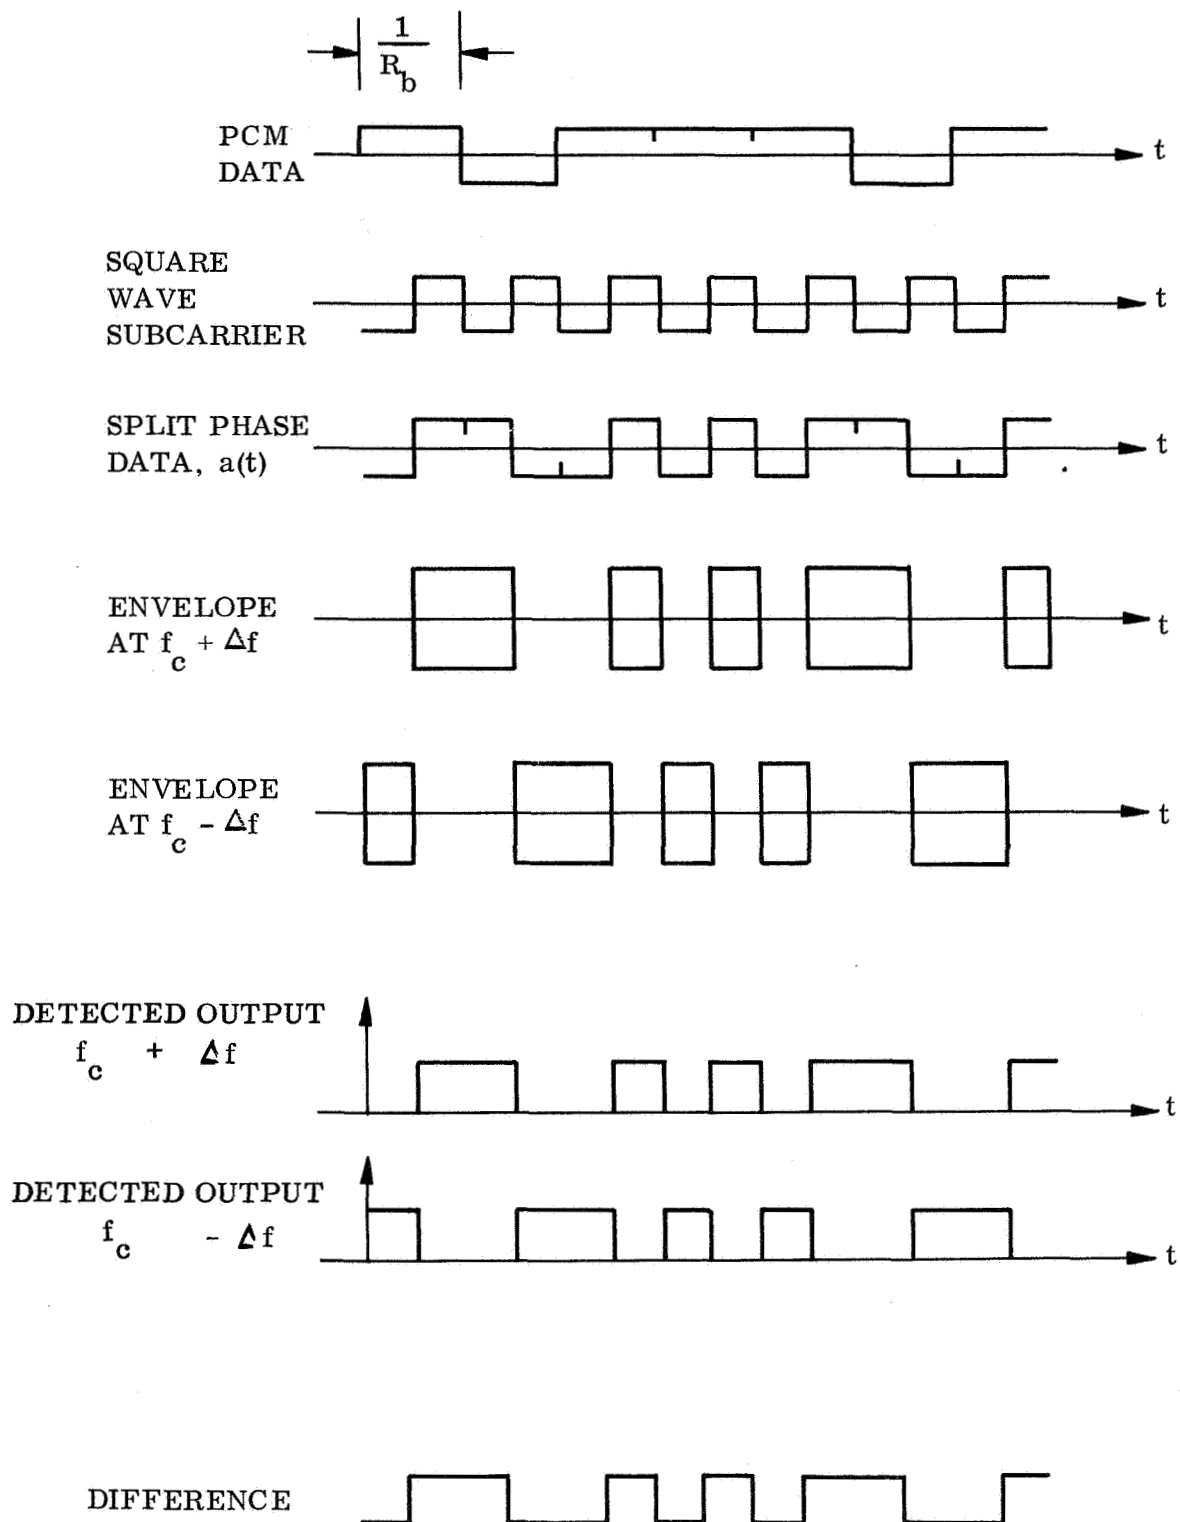 1
R_b
PCM
DATA
t
SQUARE
WAVE
SUBCARRIER
t
SPLIT PHASE
DATA, a(t)
t
ENVELOPE
AT f_c + Δf
t
ENVELOPE
AT f_c - Δf
t
DETECTED OUTPUT
f_c + Δf
t
DETECTED OUTPUT
f_c - Δf
t
DIFFERENCE